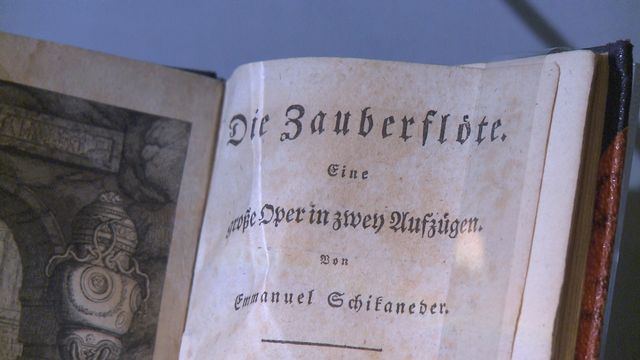 Die Zauberflöte.
Eine
große Oper in zwey Aufzügen.
Von
Emmanuel Schikaneder.